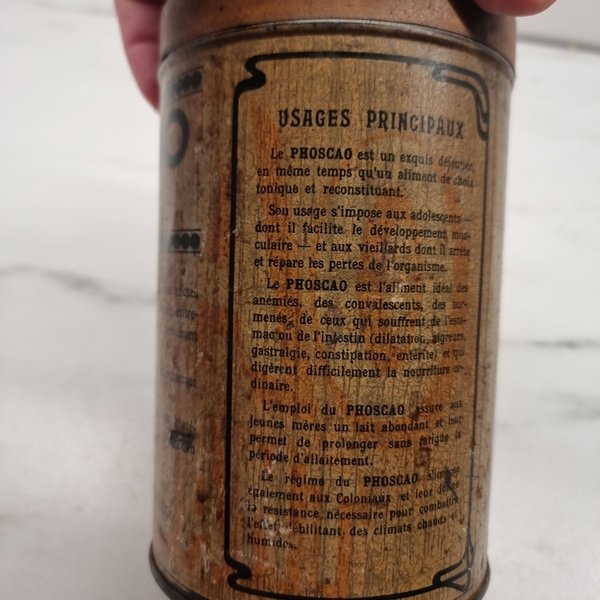 O
USAGES PRINCIPAUX
Le PHOSCAO est un exquis déjeuner
en même temps qu'un aliment de choix
tonique et reconstituant.
Son usage s'impose aux adolescents —
dont il facilite le développement mus-
culaire — et aux vieillards dont il arrête
et répare les pertes de l'organisme.
Le PHOSCAO est l'aliment idéal des
anémiés, des convalescents, des sur-
menés, de ceux qui souffrent de l'esto-
mac ou de l'intestin (dilatation, aigreurs,
gastralgie, constipation, entérite) et qui
digèrent difficilement la nourriture or-
dinaire.
L'emploi du PHOSCAO assure aux
jeunes mères un lait abondant et leur
permet de prolonger sans fatigue la
période d'allaitement.
Le régime du PHOSCAO s'impose
également aux Coloniaux et leur donne
la résistance nécessaire pour combattre
l'effet débilitant des climats chauds et
humides.